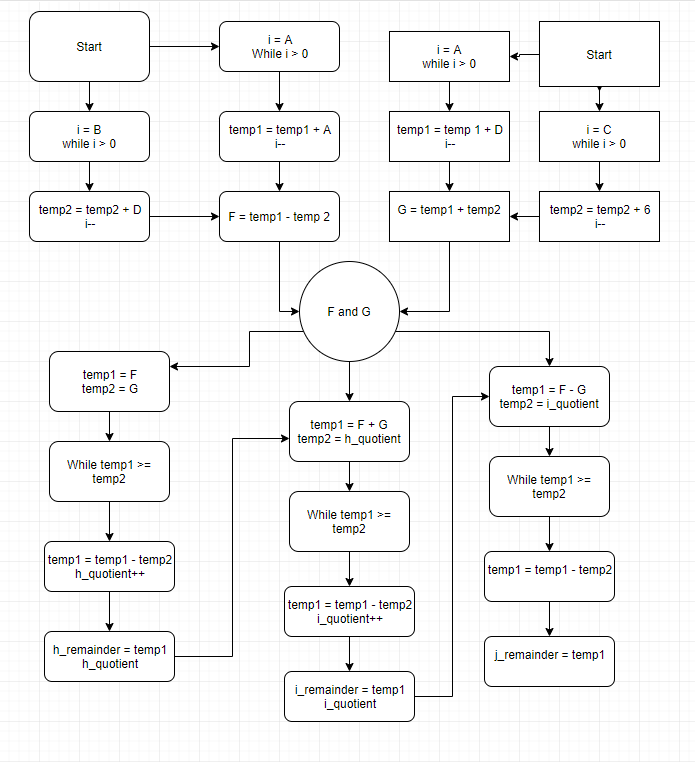 Start
i = A
While i > 0
i = A
while i > 0
Start
i = B
while i > 0
temp1 = temp1 + A
i--
temp1 = temp 1 + D
i--
i = C
while i > 0
temp2 = temp2 + D
i--
F = temp1 - temp 2
G = temp1 + temp2
temp2 = temp2 + 6
i--
F and G
temp1 = F
temp2 = G
temp1 = F + G
temp2 = h_quotient
temp1 = F - G
temp2 = i_quotient
While temp1 >=
temp2
While temp1 >=
temp2
While temp1 >=
temp2
temp1 = temp1 - temp2
h_quotient++
temp1 = temp1 - temp2
i_quotient++
temp1 = temp1 - temp2
h_remainder = temp1
h_quotient
i_remainder = temp1
i_quotient
j_remainder = temp1